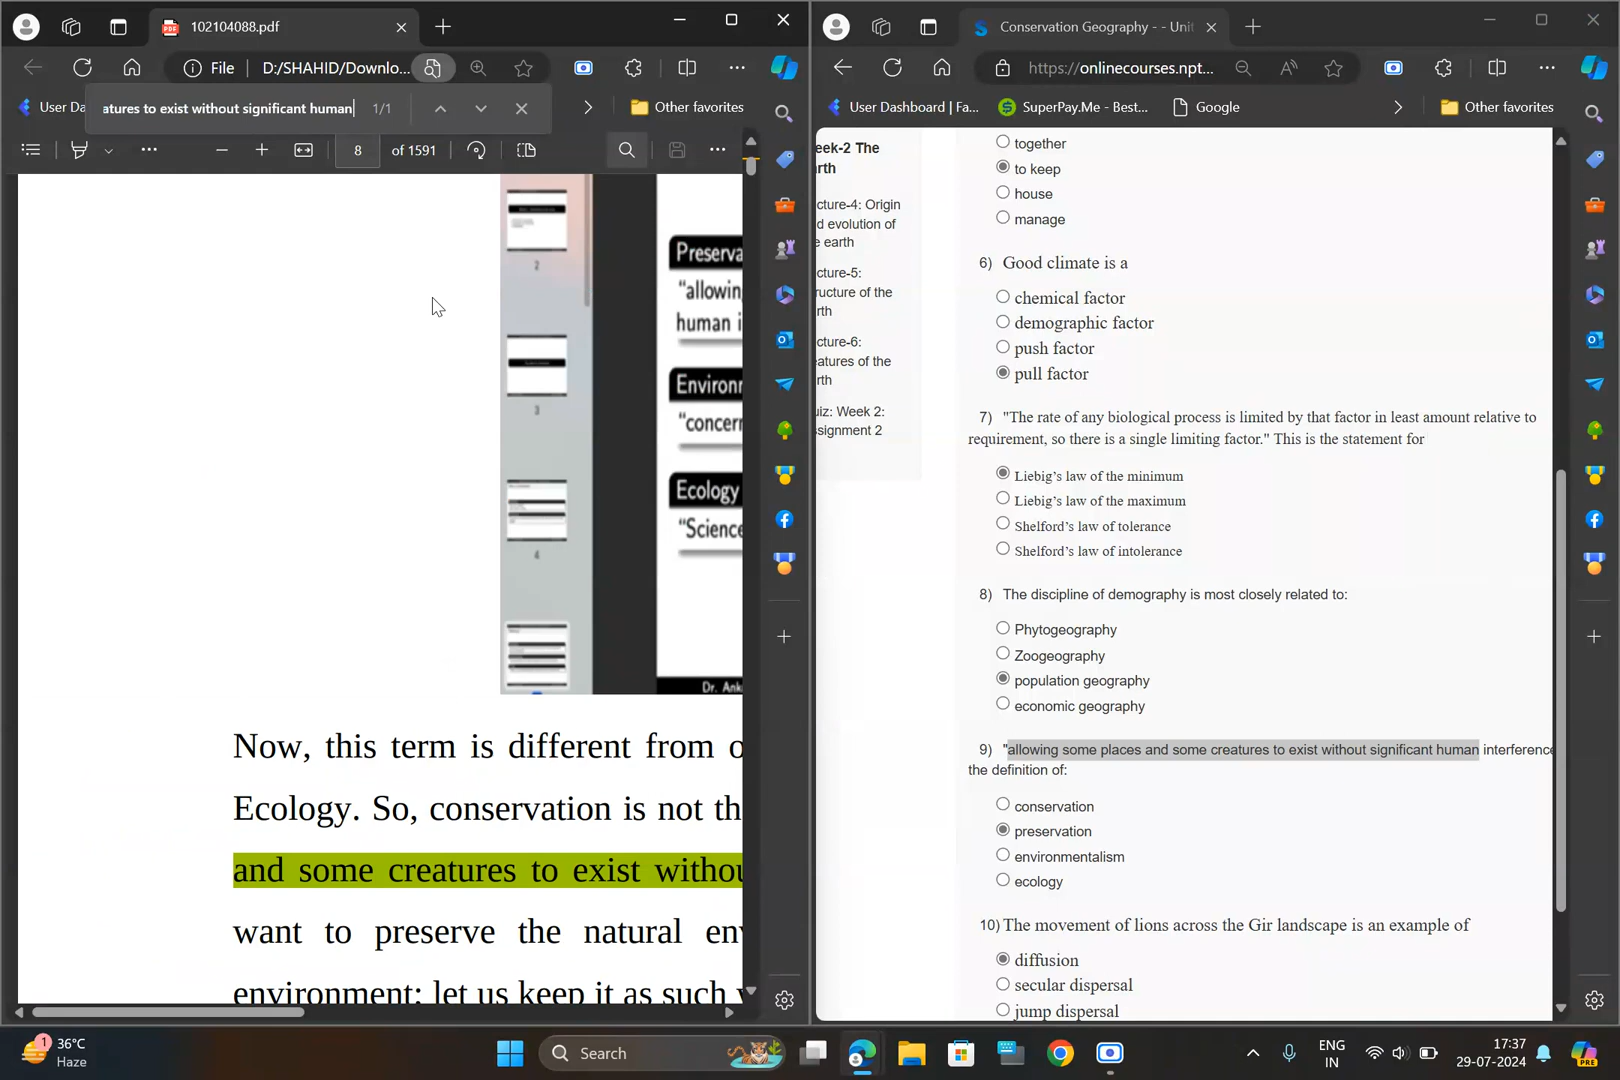 102104088.pdf
File
D:/SHAHID/Downlo...
User Da
atures to exist without significant human
1/1
Other favorites
8
of 1591
2
3
4
Preserva
"allowin
human i
Environ
"concer
Ecology
"Science
Dr. Ank
Now, this term is different from o
Ecology. So, conservation is not th
and some creatures to exist withou
want to preserve the natural env
environment; let us keep it as such
Conservation Geography - - Unit
https://onlinecourses.npt...
User Dashboard | Fa...
SuperPay.Me - Best...
Google
Other favorites
eek-2 The
rth
cture-4: Origin
d evolution of
e earth
cture-5:
ructure of the
rth
cture-6:
eatures of the
rth
uiz: Week 2:
ssignment 2
together
to keep
house
manage
6) Good climate is a
chemical factor
demographic factor
push factor
pull factor
7) "The rate of any biological process is limited by that factor in least amount relative to
requirement, so there is a single limiting factor." This is the statement for
Liebig's law of the minimum
Liebig's law of the maximum
Shelford's law of tolerance
Shelford's law of intolerance
8) The discipline of demography is most closely related to:
Phytogeography
Zoogeography
population geography
economic geography
9) "allowing some places and some creatures to exist without significant human interference
the definition of:
conservation
preservation
environmentalism
ecology
10) The movement of lions across the Gir landscape is an example of
diffusion
secular dispersal
jump dispersal
1
36°C
Haze
Search
ENG
IN
17:37
29-07-2024
PRE